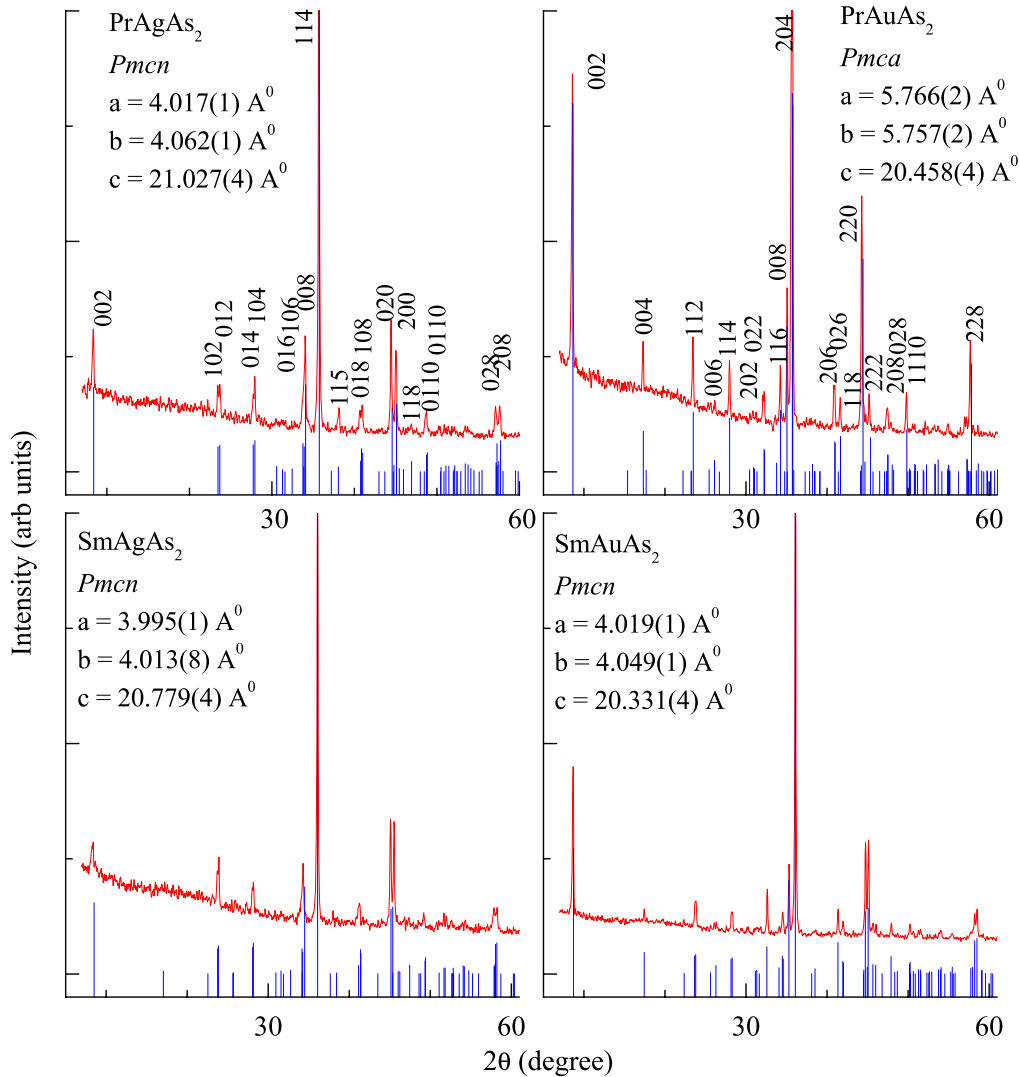 PrAgAs2
Pmcn
a = 4.017(1) A0
b = 4.062(1) A0
c = 21.027(4) A0
002
102
012
014
104
016
106
008
114
115
018
108
020
200
118
0110
0110
028
208
PrAuAs2
Pmca
a = 5.766(2) A0
b = 5.757(2) A0
c = 20.458(4) A0
002
004
112
006
114
202
022
116
008
204
206
026
118
220
222
208
028
1110
228
30
60
30
60
SmAgAs2
Pmcn
a = 3.995(1) A0
b = 4.013(8) A0
c = 20.779(4) A0
SmAuAs2
Pmcn
a = 4.019(1) A0
b = 4.049(1) A0
c = 20.331(4) A0
30
60
30
60
Intensity (arb units)
2θ (degree)